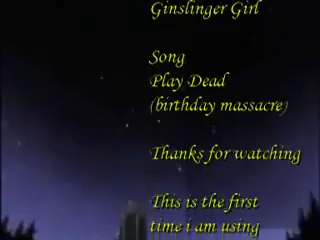 Ginslinger Girl
Song
Play Dead
(birthday massacre)
Thanks for watching
This is the first
time i am using